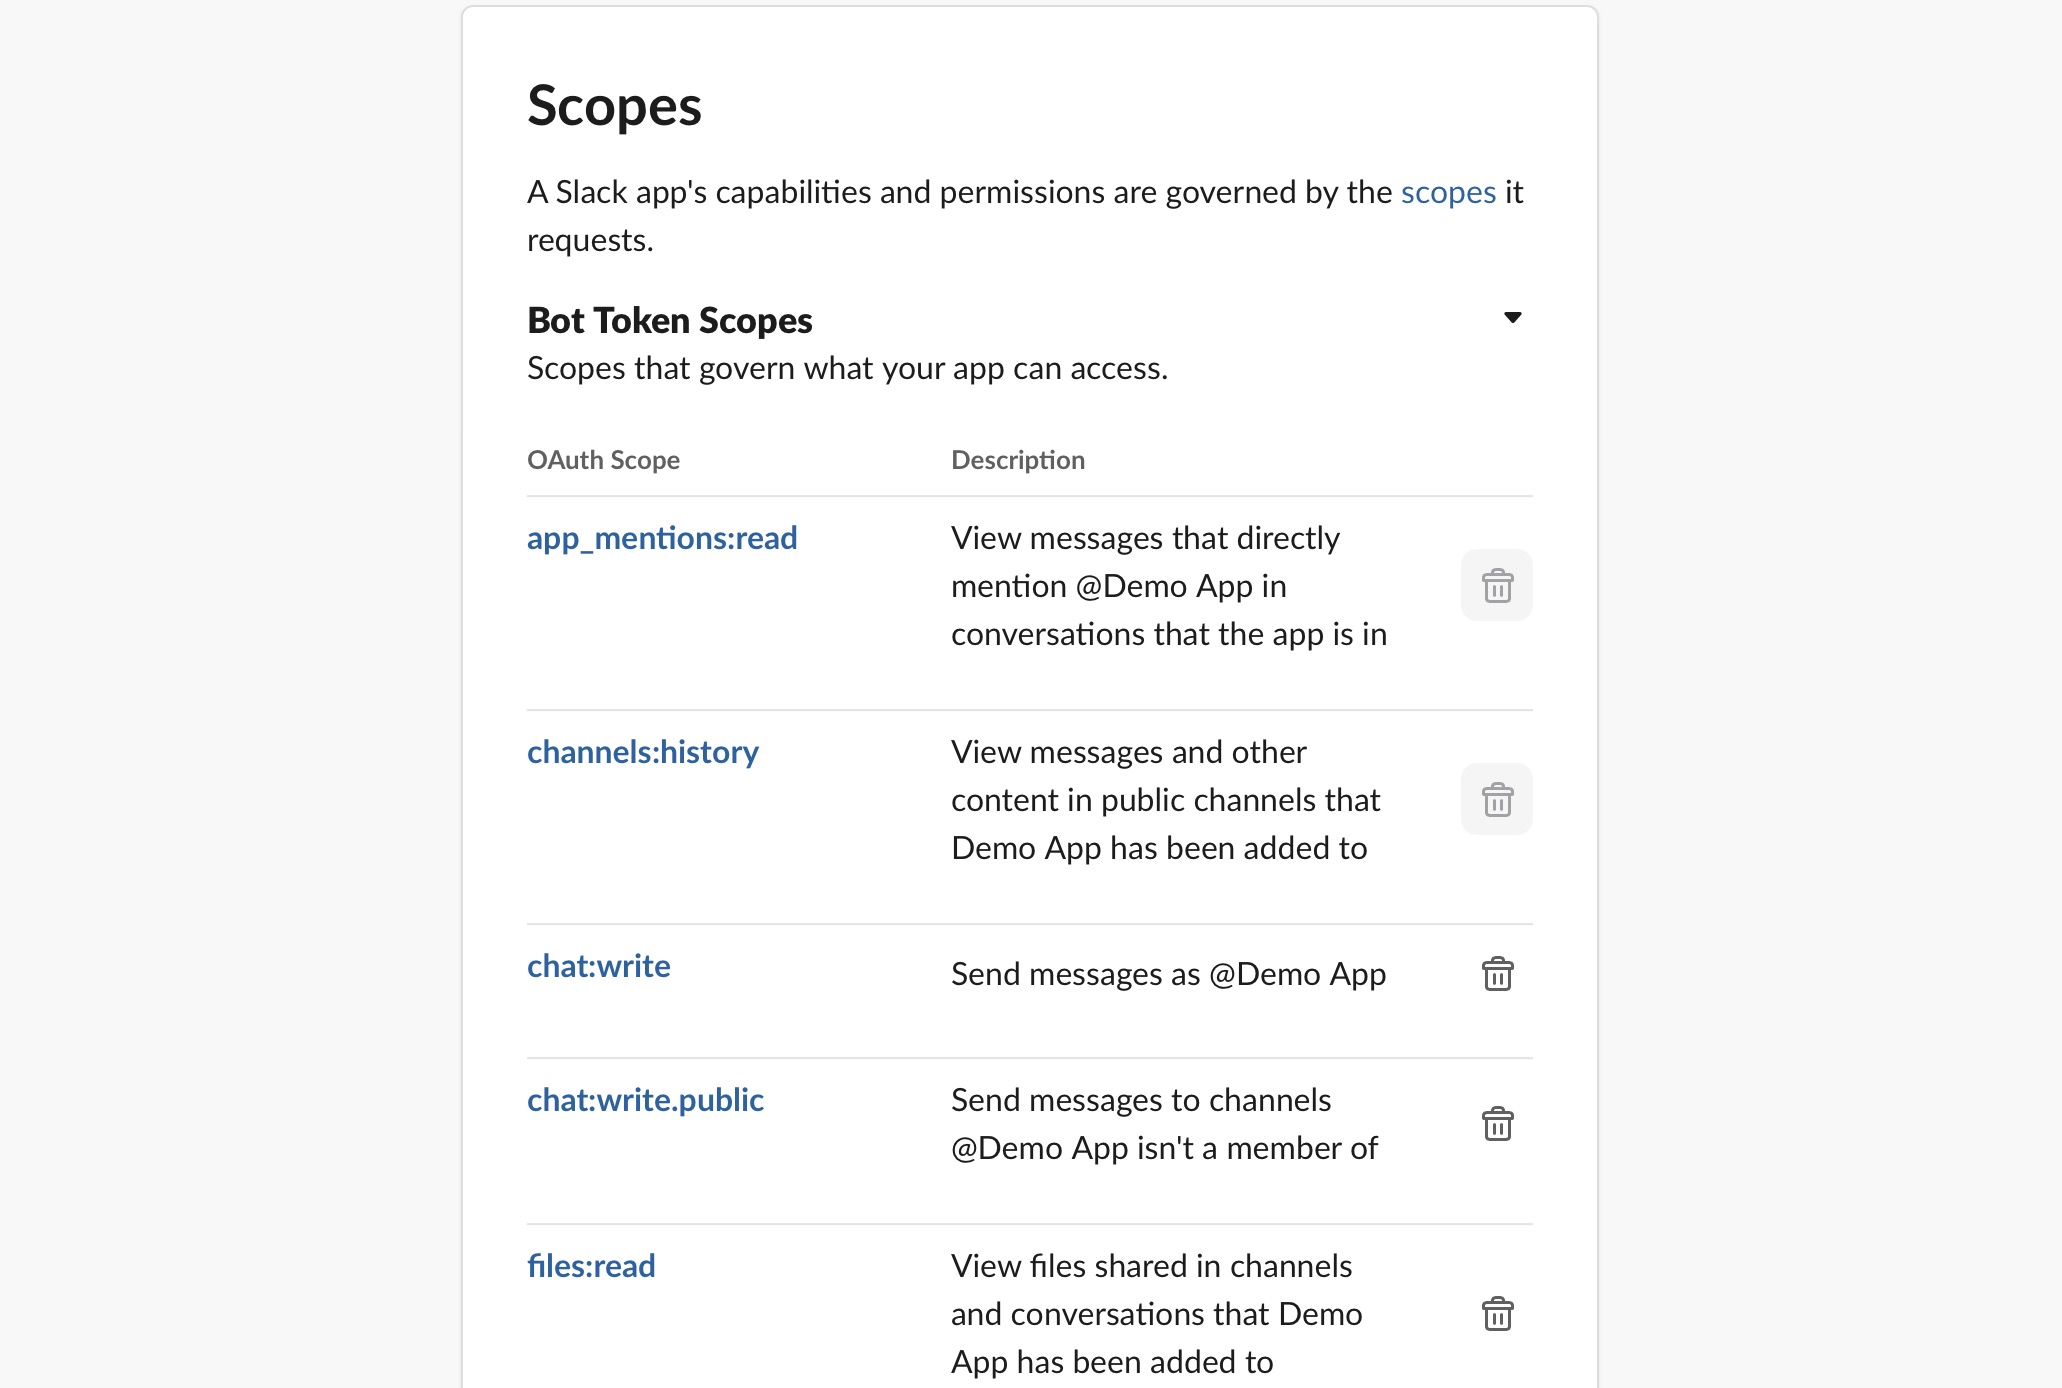 Scopes
A Slack app's capabilities and permissions are governed by the scopes it
requests.
Bot Token Scopes
Scopes that govern what your app can access.
OAuth Scope
Description
app_mentions:read
View messages that directly
mention @Demo App in
conversations that the app is in
channels:history
View messages and other
content in public channels that
Demo App has been added to
chat:write
Send messages as @Demo App
chat:write.public
Send messages to channels
@Demo App isn't a member of
files:read
View files shared in channels
and conversations that Demo
App has been added to